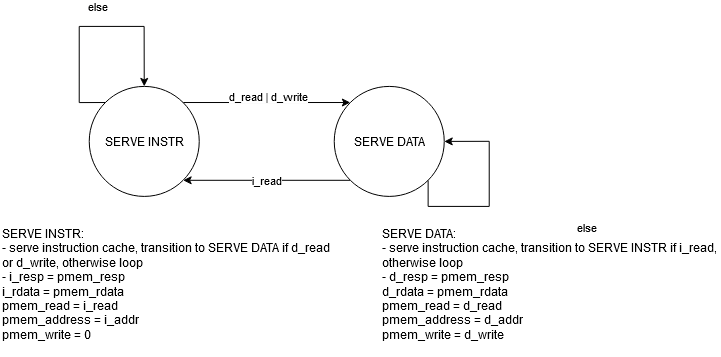 else
d_read | d_write
SERVE INSTR
SERVE DATA
i_read
SERVE INSTR:
- serve instruction cache, transition to SERVE DATA if d_read
or d_write, otherwise loop
- i_resp = pmem_resp
i_rdata = pmem_rdata
pmem_read = i_read
pmem_address = i_addr
pmem_write = 0
else
SERVE DATA:
- serve instruction cache, transition to SERVE INSTR if i_read,
otherwise loop
- d_resp = pmem_resp
d_rdata = pmem_rdata
pmem_read = d_read
pmem_address = d_addr
pmem_write = d_write